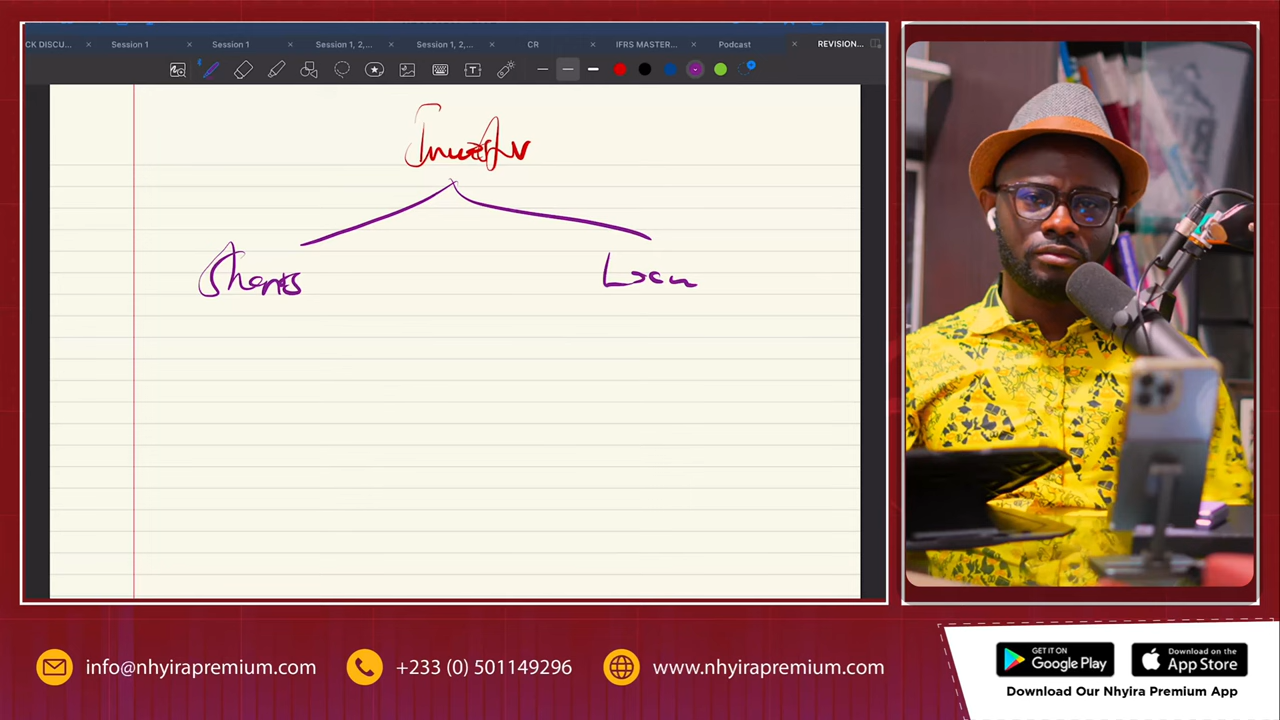 CK DISCU...
Session 1
Session 1
Session 1, 2,...
Session 1, 2,...
CR
IFRS MASTER...
Podcast
REVISION...
Investor
Shares
Loan
info@nhyirapremium.com
+233 (0) 501149296
www.nhyirapremium.com
GET IT ON
Google Play
Download on the
App Store
Download Our Nhyira Premium App